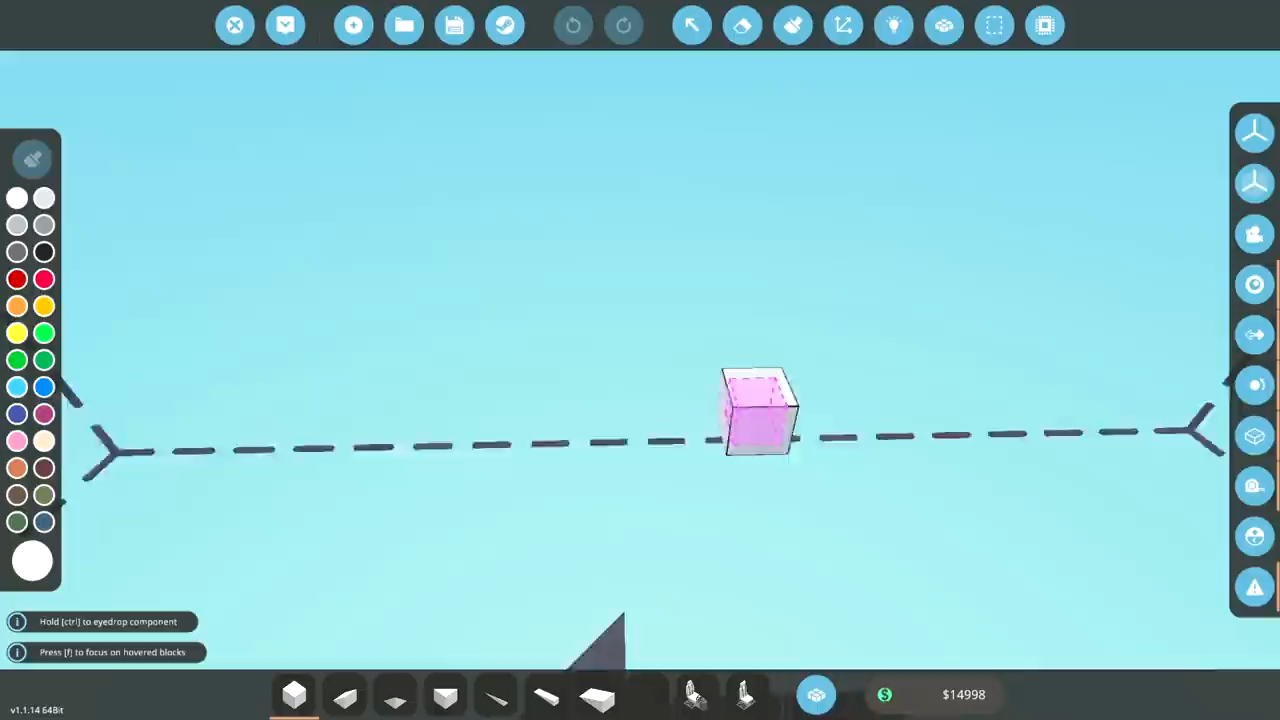 Hold [ctrl] to eyedrop component
Press [f] to focus on hovered blocks
v1.1.14 64Bit
$14998